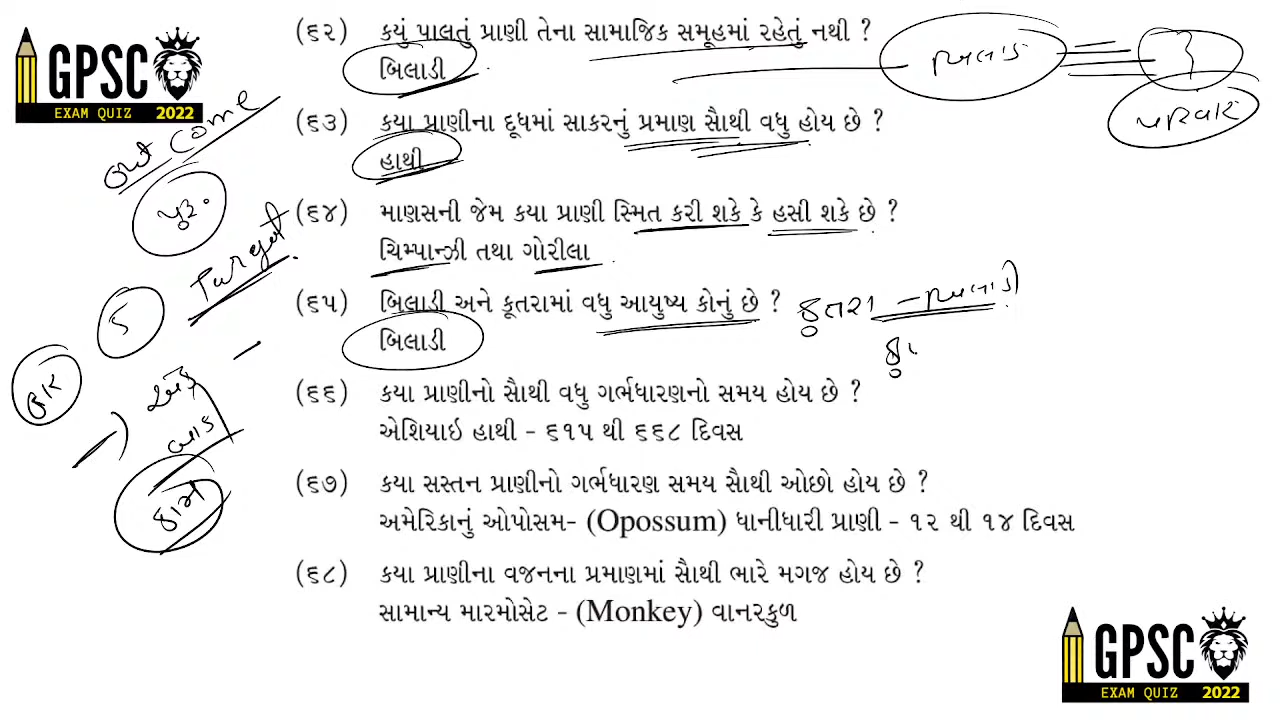 GPSC
EXAM QUIZ 2022
(૬૨) કયું પાલતું પ્રાણી તેના સામાજિક સમૂહમાં રહેતું નથી ?
બિલાડી
(૬૩) કયા પ્રાણીના દૂધમાં સાકરનું પ્રમાણ સૌથી વધુ હોય છે ?
હાથી
(૬૪) માણસની જેમ કયા પ્રાણી સ્મિત કરી શકે કે હસી શકે છે ?
ચિમ્પાન્ઝી તથા ગોરીલા
(૬૫) બિલાડી અને કૂતરામાં વધુ આયુષ્ય કોનું છે ?
બિલાડી
(૬૬) કયા પ્રાણીનો સૌથી વધુ ગર્ભધારણનો સમય હોય છે ?
એશિયાઇ હાથી - ૬૧૫ થી ૬૬૮ દિવસ
(૬૭) કયા સસ્તન પ્રાણીનો ગર્ભધારણ સમય સૌથી ઓછો હોય છે ?
અમેરિકાનું ઓપોસમ- (Opossum) ધાનીધારી પ્રાણી - ૧૨ થી ૧૪ દિવસ
(૬૮) કયા પ્રાણીના વજનના પ્રમાણમાં સૌથી ભારે મગજ હોય છે ?
સામાન્ય મારમોસેટ - (Monkey) વાનરકુળ
out come
Target
GPSC
EXAM QUIZ 2022